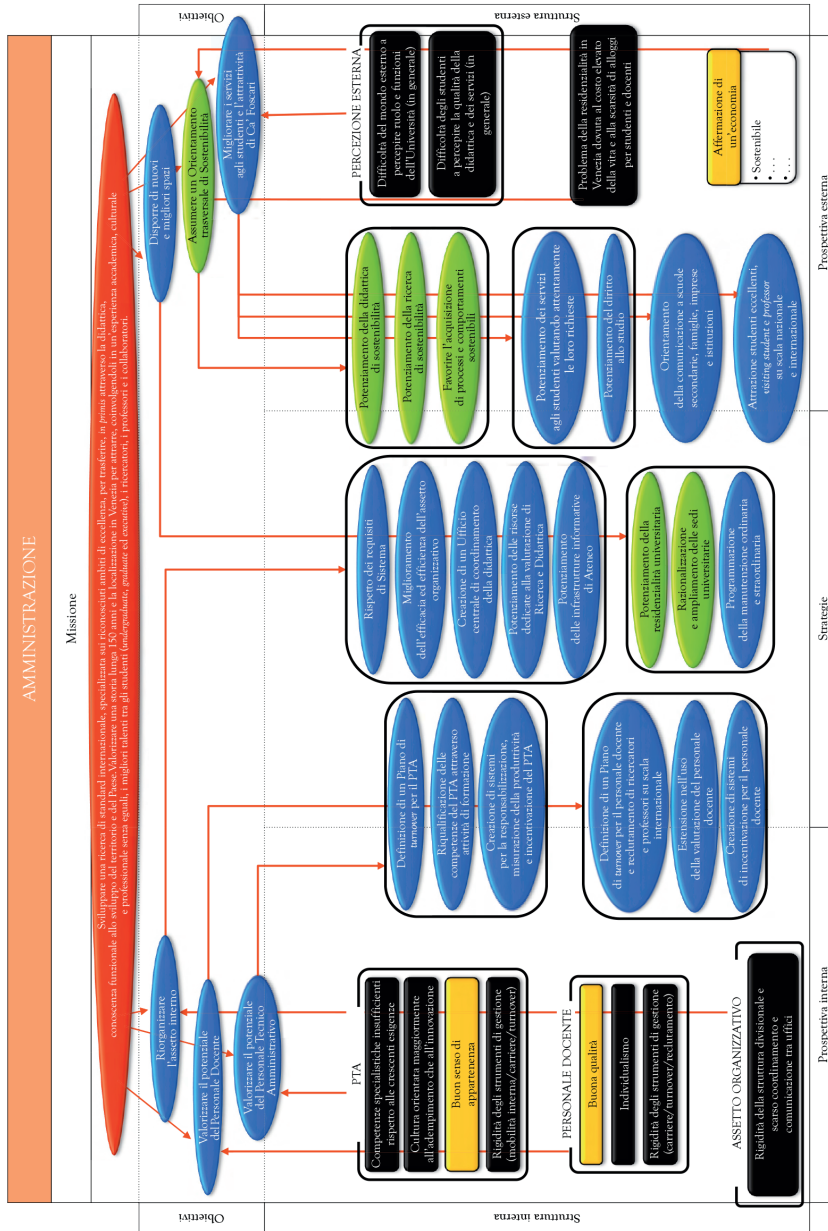 AMMINISTRAZIONE
Missione
Sviluppare una ricerca di standard internazionale, specializzata sui riconosciuti ambiti di eccellenza, per trasferire, in primis attraverso la didattica,
conoscenza funzionale allo sviluppo del territorio e del Paese. Valorizzare una storia lunga 150 anni e la localizzazione in Venezia per attrarre, coinvolgendoli in un'esperienza accademica, culturale
e professionale senza eguali, i migliori talenti tra gli studenti (undergraduate, graduate ed executive), i ricercatori, i professori e i collaboratori.
Obiettivi
Riorganizzare
l'assetto interno
Valorizzare il potenziale
del Personale Docente
Valorizzare il potenziale
del Personale Tecnico
Amministrativo
Disporre di nuovi
e migliori spazi
Assumere un Orientamento
trasversale di Sostenibilità
Migliorare i servizi
agli studenti e l'attrattività
di Ca' Foscari
Obiettivi
Struttura interna
PTA
Competenze specialistiche insufficienti
rispetto alle crescenti esigenze
Cultura orientata maggiormente
all'adempimento che all'innovazione
Buon senso di
appartenenza
Rigidità degli strumenti di gestione
(mobilità interna/carriere/turnover)
PERSONALE DOCENTE
Buona qualità
Individualismo
Rigidità degli strumenti di gestione
(carriere/turnover/reclutamento)
ASSETTO ORGANIZZATIVO
Rigidità della struttura divisionale e
scarso coordinamento e
comunicazione tra uffici
Definizione di un Piano di
turnover per il PTA
Riqualificazione delle
competenze del PTA attraverso
attività di formazione
Creazione di sistemi
per la responsabilizzazione,
misurazione della produttività
e incentivazione del PTA
Definizione di un Piano
di turnover per il personale docente
e reclutamento di ricercatori
e professori su scala
internazionale
Estensione nell'uso
della valutazione del personale
docente
Creazione di sistemi
di incentivazione per il personale
docente
Rispetto dei requisiti
di Sistema
Miglioramento
dell'efficacia ed efficienza dell'assetto
organizzativo
Creazione di un Ufficio
centrale di coordinamento
della didattica
Potenziamento delle risorse
dedicate alla valutazione di
Ricerca e Didattica
Potenziamento
delle infrastrutture informative
di Ateneo
Potenziamento della
residenzialità universitaria
Razionalizzazione
e ampliamento delle sedi
universitarie
Programmazione
della manutenzione ordinaria
e straordinaria
Potenziamento della didattica
di sostenibilità
Potenziamento della ricerca
di sostenibilità
Favorire l'acquisizione
di processi e comportamenti
sostenibili
Potenziamento dei servizi
agli studenti valutando attentamente
le loro richieste
Potenziamento del diritto
allo studio
Orientamento
della comunicazione a scuole
secondarie, famiglie, imprese
e istituzioni
Attrazione studenti eccellenti,
visiting student e professor
su scala nazionale
e internazionale
PERCEZIONE ESTERNA
Difficoltà del mondo esterno a
percepire ruolo e funzioni
dell'Università (in generale)
Difficoltà degli studenti
a percepire la qualità della
didattica e dei servizi (in
generale)
Problema della residenzialità in
Venezia dovuta al costo elevato
della vita e alla scarsità di alloggi
per studenti e docenti
Affermazione di
un'economia
• Sostenibile
• . . .
• . . .
Struttura esterna
Prospettiva interna
Strategie
Prospettiva esterna